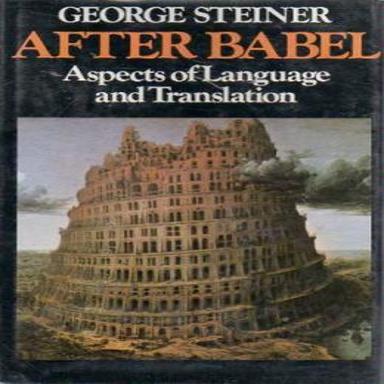 GEORGE STEINER
AFTER BABEL
Aspects of Language
and Translation